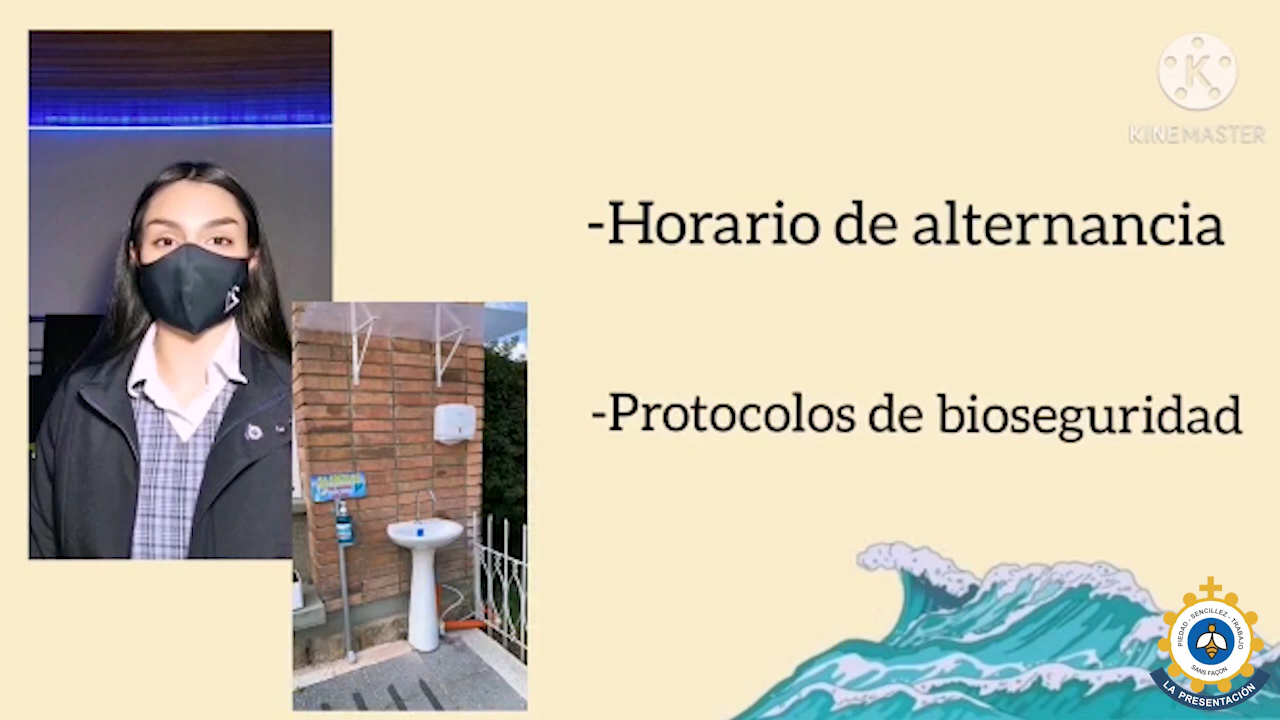 KINEMASTER
-Horario de alternancia
-Protocolos de bioseguridad
PIEDAD - SENCILLEZ - TRABAJO
SANS FAÇON
LA PRESENTACIÓN